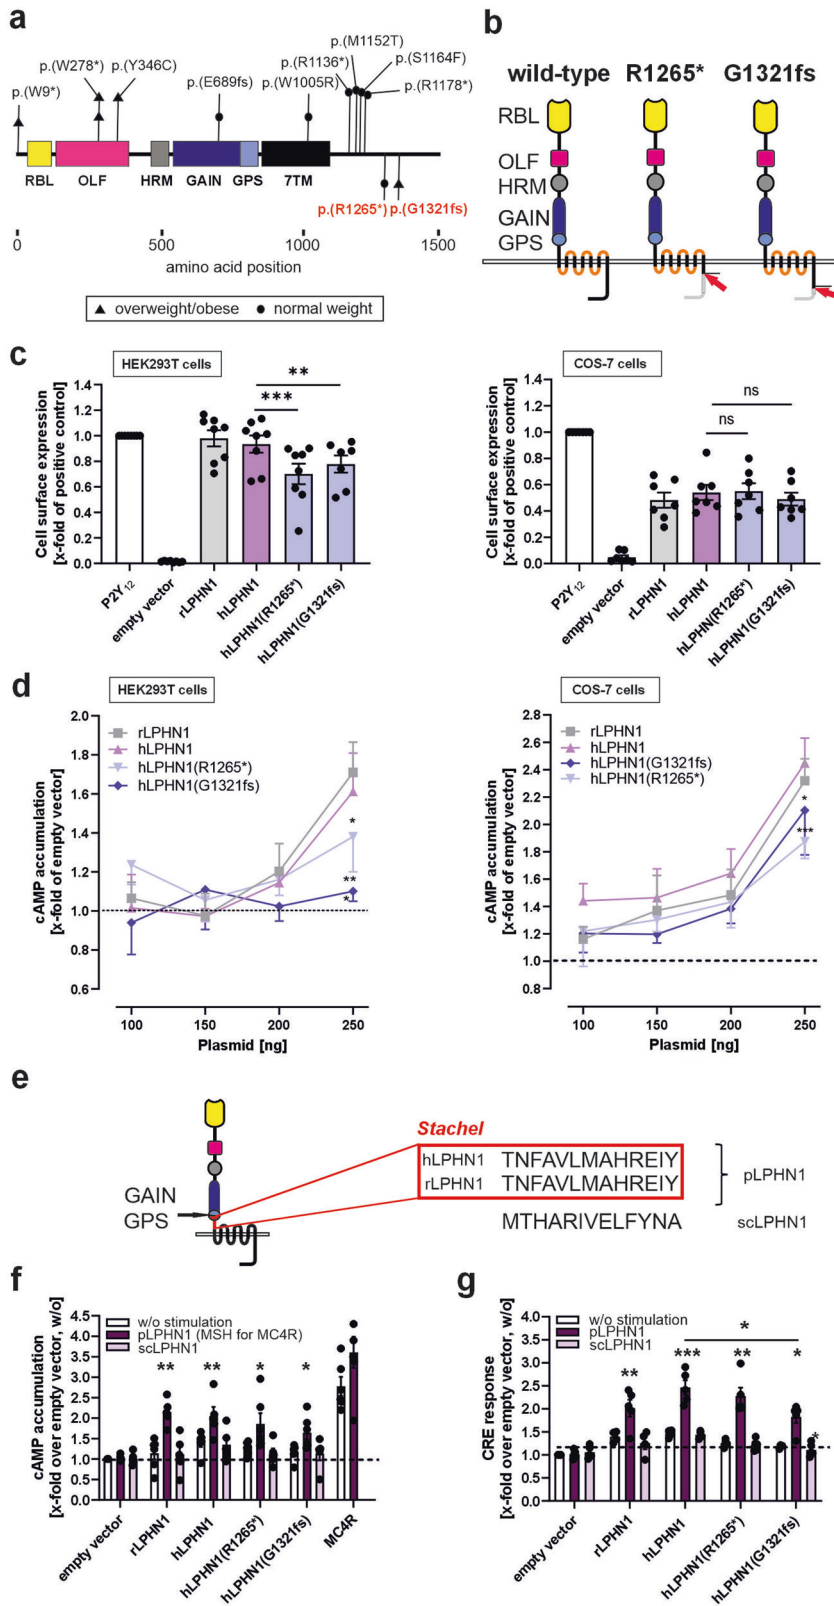 a
p.(M1152T)
p.(W278*)
p.(R1136*)
p.(S1164F)
p.(Y346C)
p.(E689fs)
p.(W1005R)
p.(R1178*)
p.(W9*)
RBL
OLF
HRM
GAIN
GPS
7TM
p.(R1265*)
p.(G1321fs)
0
500
1000
1500
amino acid position
overweight/obese
normal weight
b
wild-type
R1265*
G1321fs
RBL
OLF
HRM
GAIN
GPS
c
HEK293T cells
Cell surface expression
[x-fold of positive control]
1.4
1.2
1.0
0.8
0.6
0.4
0.2
0.0
**
***
P2Y12
empty vector
rLPHN1
hLPHN1
hLPHN1(R1265*)
hLPHN1(G1321fs)
COS-7 cells
Cell surface expression
[x-fold of positive control]
1.4
1.2
1.0
0.8
0.6
0.4
0.2
0.0
ns
ns
P2Y12
empty vector
rLPHN1
hLPHN1
hLPHN1(R1265*)
hLPHN1(G1321fs)
d
HEK293T cells
cAMP accumulation
[x-fold of empty vector]
2.0
1.8
1.6
1.4
1.2
1.0
0.8
0.6
rLPHN1
hLPHN1
hLPHN1(R1265*)
hLPHN1(G1321fs)
*
**
*
100
150
200
250
Plasmid [ng]
COS-7 cells
cAMP accumulation
[x-fold of empty vector]
2.8
2.6
2.4
2.2
2.0
1.8
1.6
1.4
1.2
1.0
0.8
rLPHN1
hLPHN1
hLPHN1(G1321fs)
hLPHN1(R1265*)
*
***
100
150
200
250
Plasmid [ng]
e
GAIN
GPS
Stachel
hLPHN1 TNFAVLMAHREIY
rLPHN1 TNFAVLMAHREIY
pLPHN1
MTHARIVELFYNA scLPHN1
f
cAMP accumulation
[x-fold over empty vector, w/o]
4.5
4.0
3.5
3.0
2.5
2.0
1.5
1.0
0.5
0.0
w/o stimulation
pLPHN1 (MSH for MC4R)
scLPHN1
**
**
*
*
empty vector
rLPHN1
hLPHN1
hLPHN1(R1265*)
hLPHN1(G1321fs)
MC4R
g
CRE response
[x-fold over empty vector, w/o]
4.0
3.5
3.0
2.5
2.0
1.5
1.0
0.5
0.0
w/o stimulation
pLPHN1
scLPHN1
*
**
***
**
*
*
empty vector
rLPHN1
hLPHN1
hLPHN1(R1265*)
hLPHN1(G1321fs)